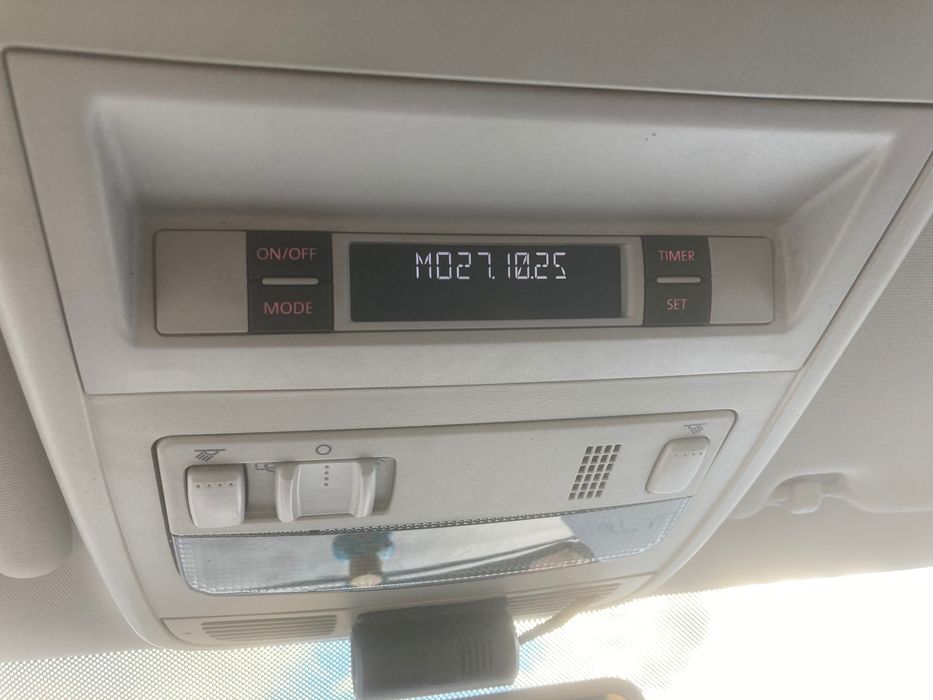 ON/OFF
MO27.10.25
TIMER
MODE
SET